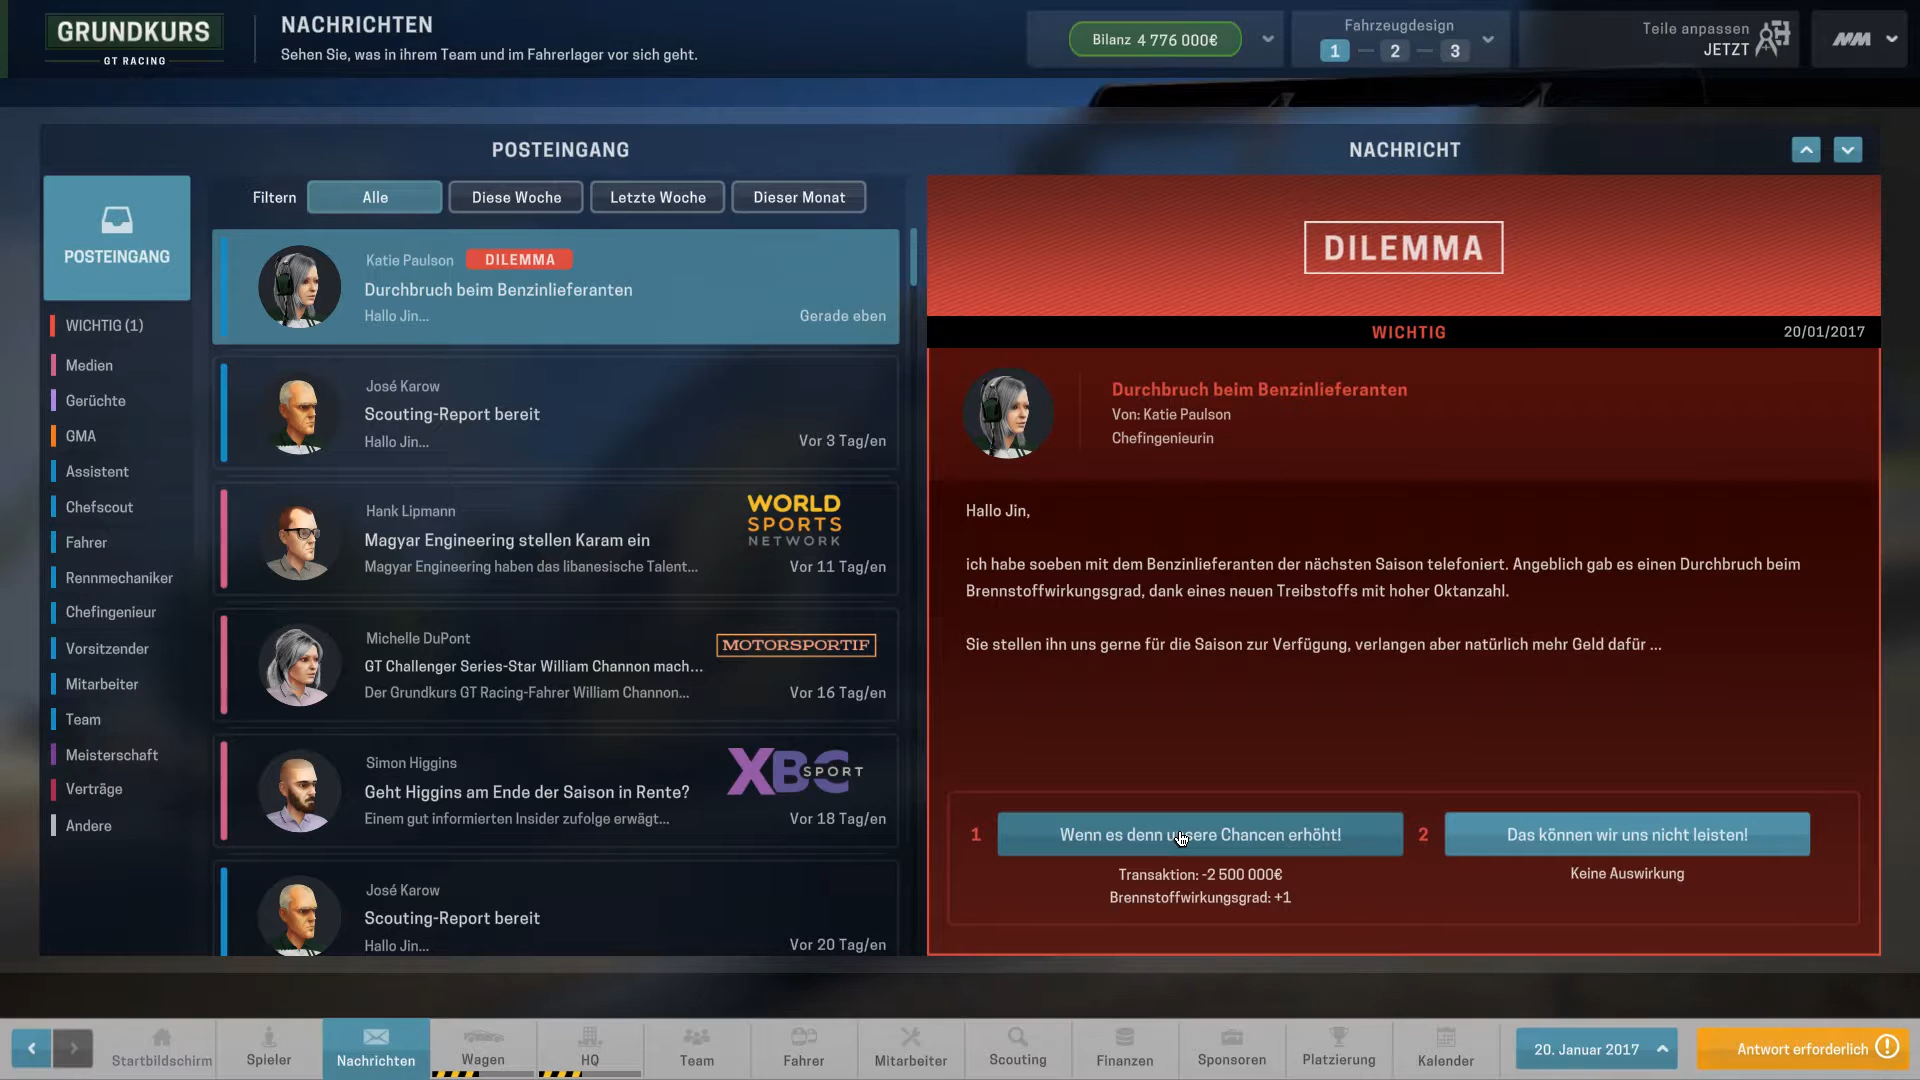 GRUNDKURS
GT RACING
NACHRICHTEN
Sehen Sie, was in ihrem Team und im Fahrerlager vor sich geht.
Bilanz 4 776 000€
Fahrzeugdesign
1 2 3
Teile anpassen
JETZT
POSTEINGANG
NACHRICHT
POSTEINGANG
WICHTIG (1)
Medien
Gerüchte
GMA
Assistent
Chefscout
Fahrer
Rennmechaniker
Chefingenieur
Vorsitzender
Mitarbeiter
Team
Meisterschaft
Verträge
Andere
Filtern Alle Diese Woche Letzte Woche Dieser Monat
Katie Paulson DILEMMA
Durchbruch beim Benzinlieferanten
Hallo Jin...
Gerade eben
José Karow
Scouting-Report bereit
Hallo Jin...
Vor 3 Tag/en
Hank Lipmann
Magyar Engineering stellen Karam ein
Magyar Engineering haben das libanesische Talent...
WORLD
SPORTS
NETWORK
Vor 11 Tag/en
Michelle DuPont
GT Challenger Series-Star William Channon mach...
Der Grundkurs GT Racing-Fahrer William Channon...
MOTORSPORTIF
Vor 16 Tag/en
Simon Higgins
Geht Higgins am Ende der Saison in Rente?
Einem gut informierten Insider zufolge erwägt...
XBC SPORT
Vor 18 Tag/en
José Karow
Scouting-Report bereit
Hallo Jin...
Vor 20 Tag/en
DILEMMA
WICHTIG
20/01/2017
Durchbruch beim Benzinlieferanten
Von: Katie Paulson
Chefingenieurin
Hallo Jin,
ich habe soeben mit dem Benzinlieferanten der nächsten Saison telefoniert. Angeblich gab es einen Durchbruch beim
Brennstoffwirkungsgrad, dank eines neuen Treibstoffs mit hoher Oktanzahl.
Sie stellen ihn uns gerne für die Saison zur Verfügung, verlangen aber natürlich mehr Geld dafür ...
1 Wenn es denn unsere Chancen erhöht!
Transaktion: -2 500 000€
Brennstoffwirkungsgrad: +1
2 Das können wir uns nicht leisten!
Keine Auswirkung
Startbildschirm
Spieler
Nachrichten
Wagen
HQ
Team
Fahrer
Mitarbeiter
Scouting
Finanzen
Sponsoren
Platzierung
Kalender
20. Januar 2017
Antwort erforderlich